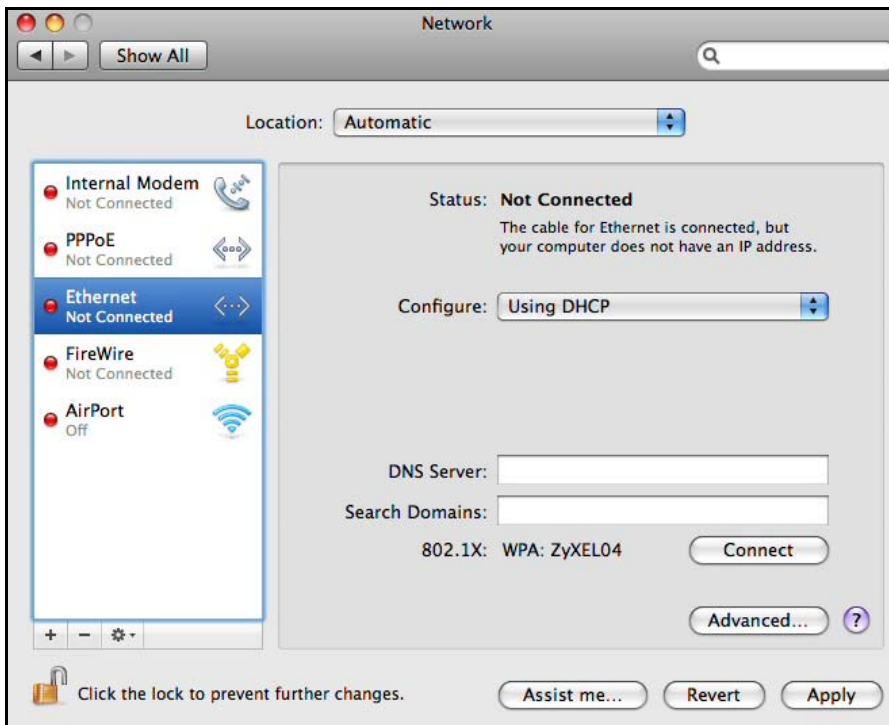 Network
Show All
Location: Automatic
Internal Modem
Not Connected
PPPoE
Not Connected
Ethernet
Not Connected
FireWire
Not Connected
AirPort
Off
Status: Not Connected
The cable for Ethernet is connected, but
your computer does not have an IP address.
Configure: Using DHCP
DNS Server:
Search Domains:
802.1X: WPA: ZyXEL04 Connect
Advanced... ?
Click the lock to prevent further changes.
Assist me... Revert Apply